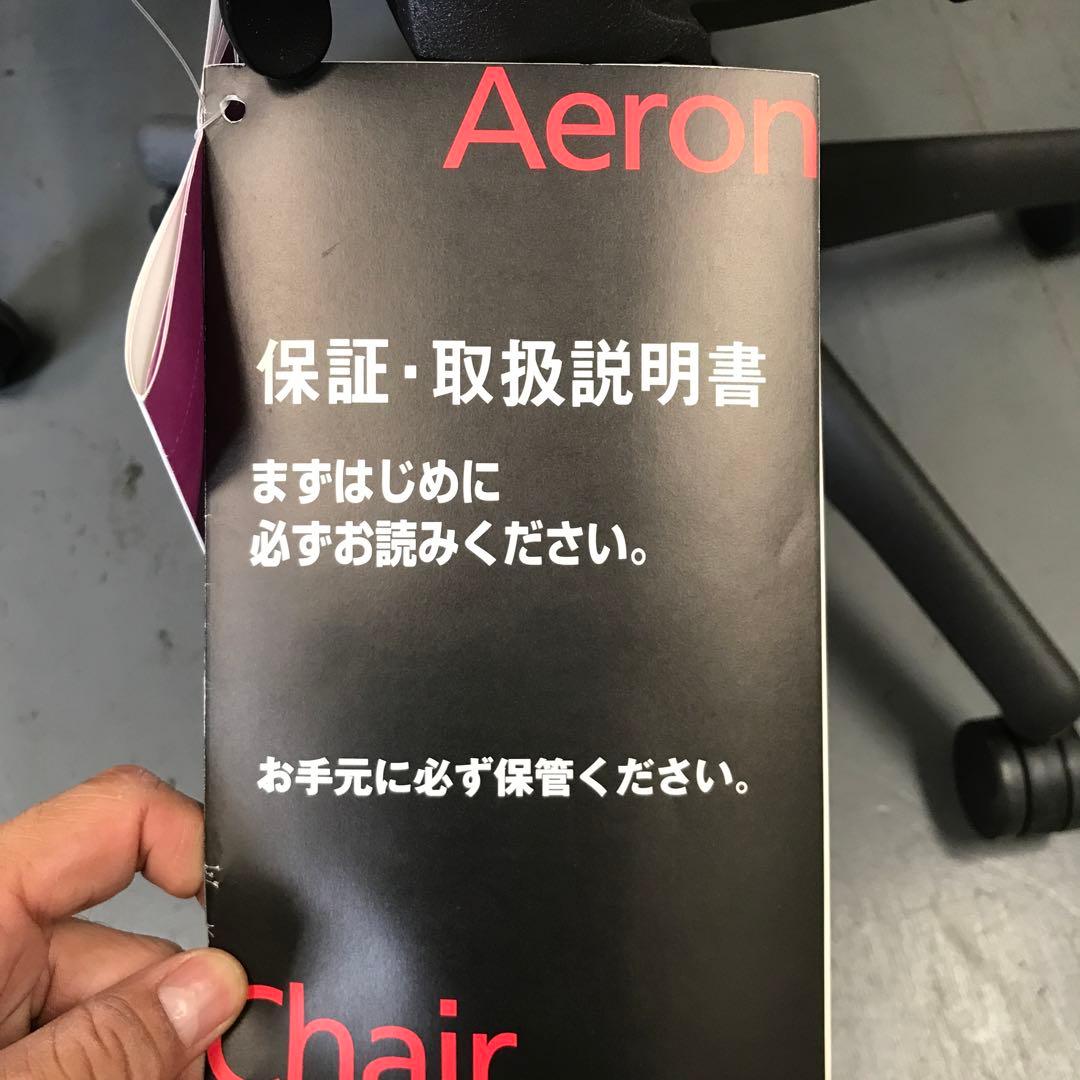 Aeron
保証・取扱説明書
まずはじめに
必ずお読みください。
お手元に必ず保管ください。
Chair